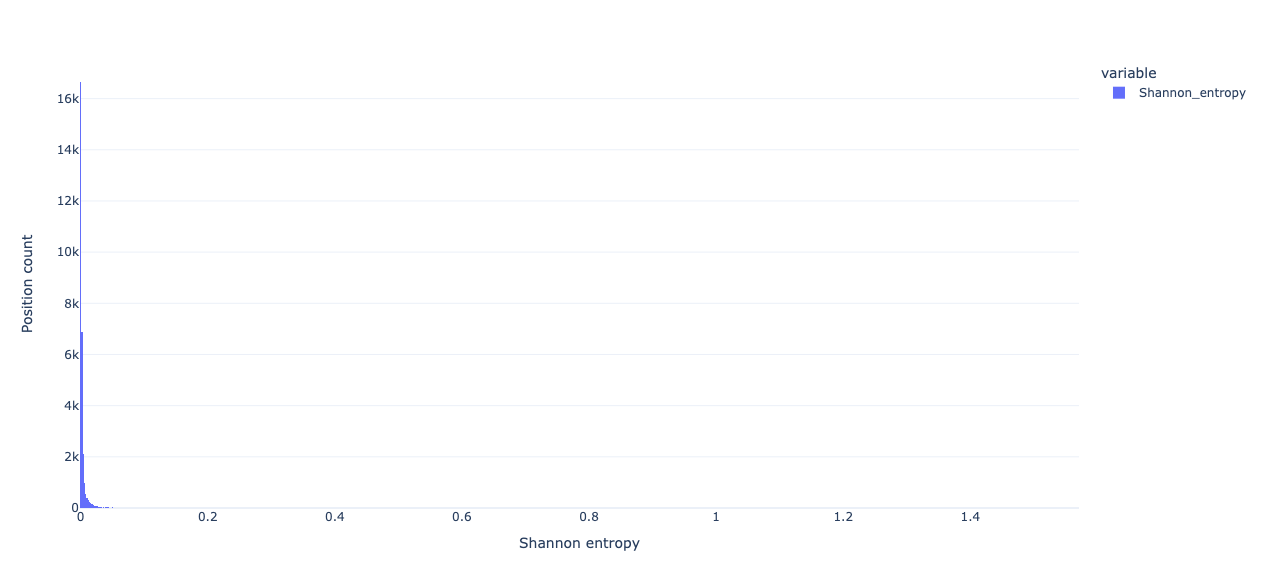 variable
Shannon_entropy
16k
14k
12k
10k
8k
6k
4k
2k
0
Position count
0 0.2 0.4 0.6 0.8 1 1.2 1.4
Shannon entropy